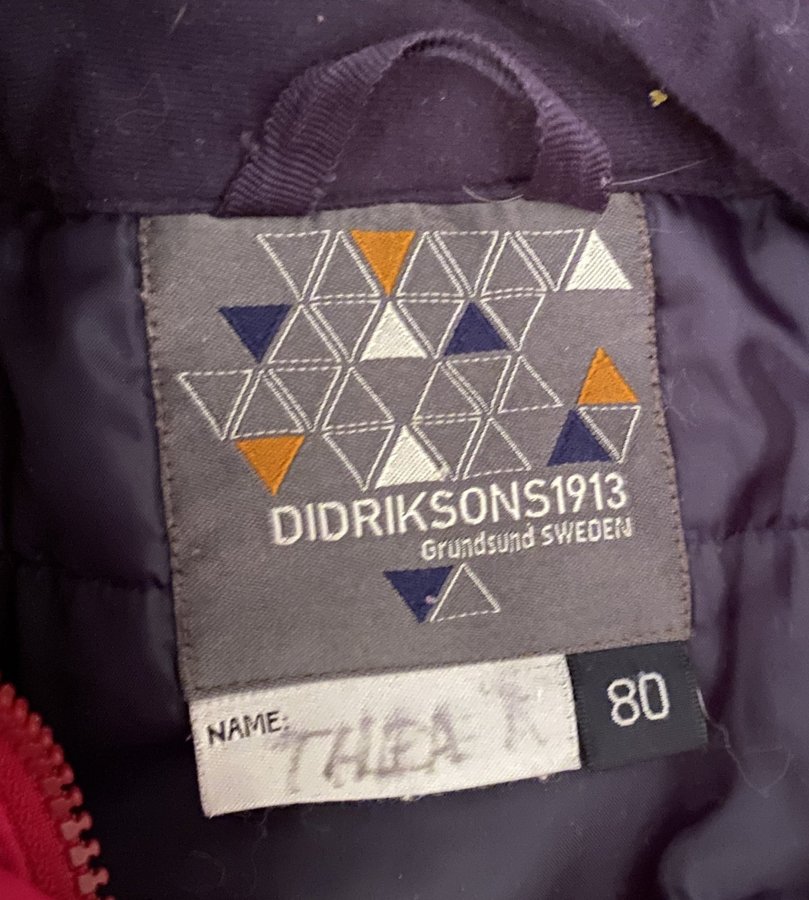 DIDRIKSONS1913
Grundsund SWEDEN
NAME: THEA R
80